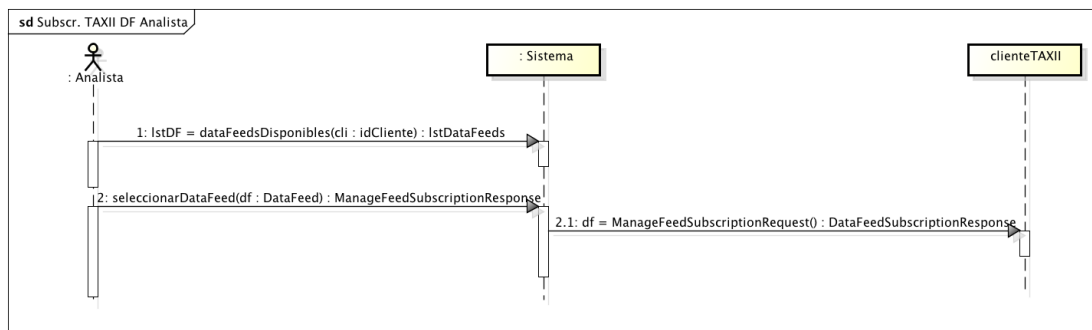 sd Subscr. TAXII DF Analista
: Analista
: Sistema
clienteTAXII
1: lstDF = dataFeedsDisponibles(cli : idCliente) : lstDataFeeds
2: seleccionarDataFeed(df : DataFeed) : ManageFeedSubscriptionResponse
2.1: df = ManageFeedSubscriptionRequest() : DataFeedSubscriptionResponse